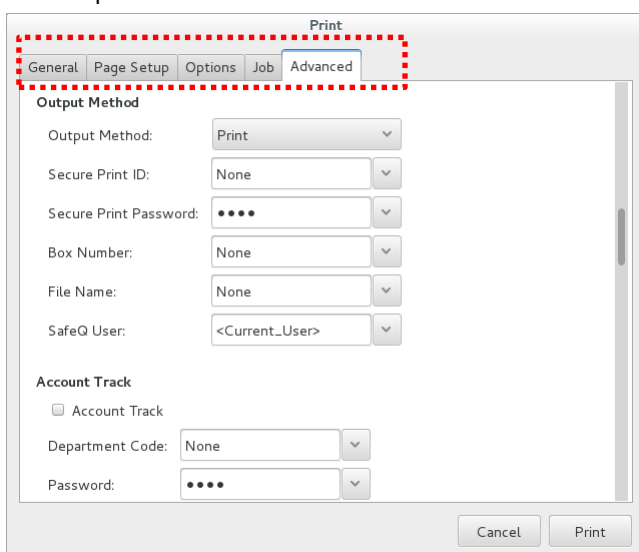 Print
General Page Setup Options Job Advanced
Output Method
Output Method: Print
Secure Print ID: None
Secure Print Password: ●●●●
Box Number: None
File Name: None
SafeQ User: <Current_User>
Account Track
Account Track
Department Code: None
Password: ●●●●
Cancel Print